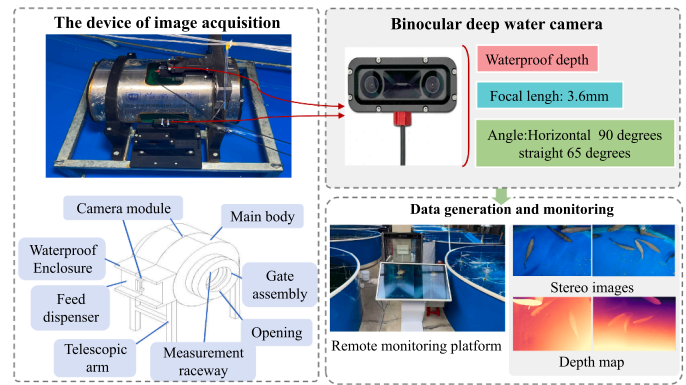 The device of image acquisition
Camera module
Main body
Waterproof
Enclosure
Feed
dispenser
Telescopic
arm
Measurement
raceway
Opening
Gate
assembly
Binocular deep water camera
Waterproof depth
Focal lengh: 3.6mm
Angle:Horizontal 90 degrees
straight 65 degrees
Data generation and monitoring
Remote monitoring platform
Stereo images
Depth map